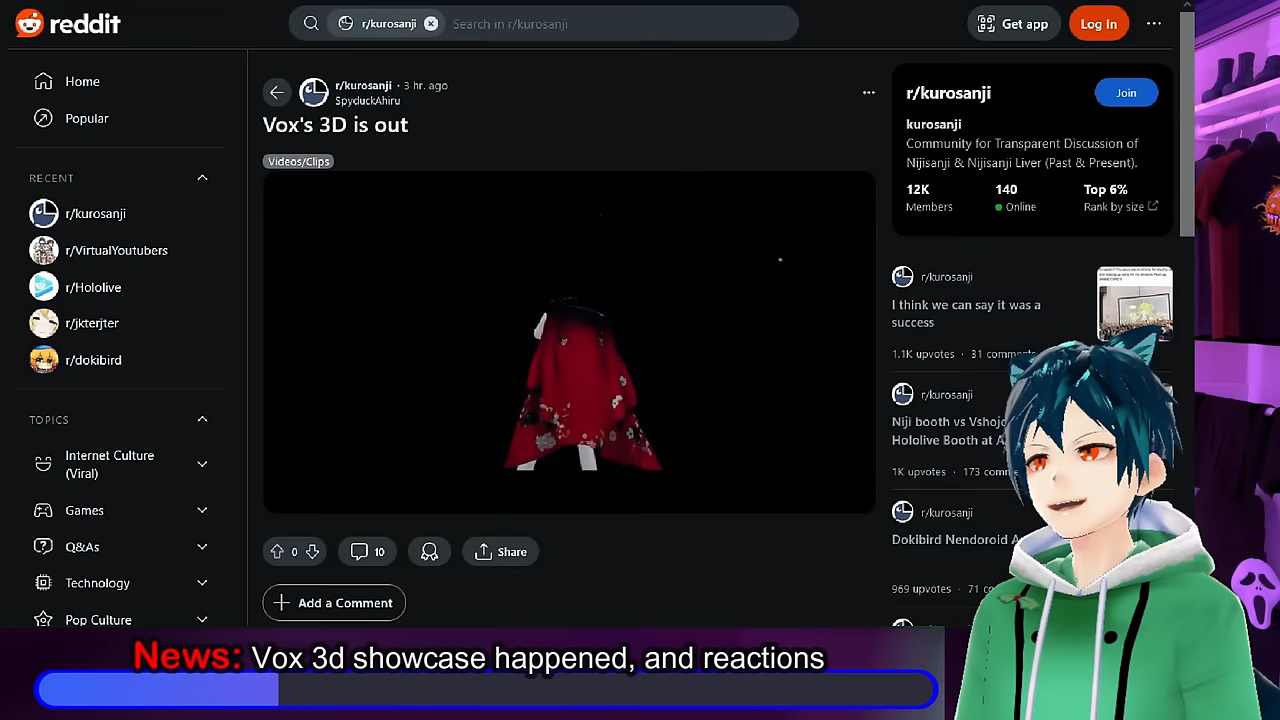 reddit
r/kurosanji
Search in r/kurosanji
Get app
Log In
Home
Popular
RECENT
r/kurosanji
r/VirtualYoutubers
r/Hololive
r/jkterjter
r/dokibird
TOPICS
Internet Culture
(Viral)
Games
Q&As
Technology
Pop Culture
r/kurosanji · 3 hr. ago
SpyduckAhiru
Vox's 3D is out
Videos/Clips
0
10
Share
Add a Comment
r/kurosanji
Join
kurosanji
Community for Transparent Discussion of
Nijisanji & Nijisanji Liver (Past & Present).
12K
140
Top 6%
Members
Online
Rank by size
r/kurosanji
I think we can say it was a
success
1.1K upvotes · 31 comments
r/kurosanji
Niji booth vs Vshojo
Hololive Booth at A
1K upvotes · 173 comm
r/kurosanji
Dokibird Nendoroid A
969 upvotes · 71 co
News: Vox 3d showcase happened, and reactions